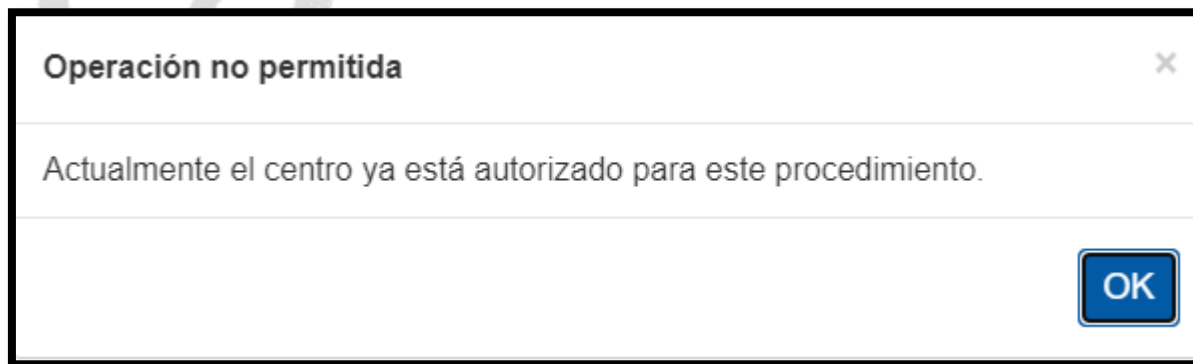 Operación no permitida ×
Actualmente el centro ya está autorizado para este procedimiento.
OK